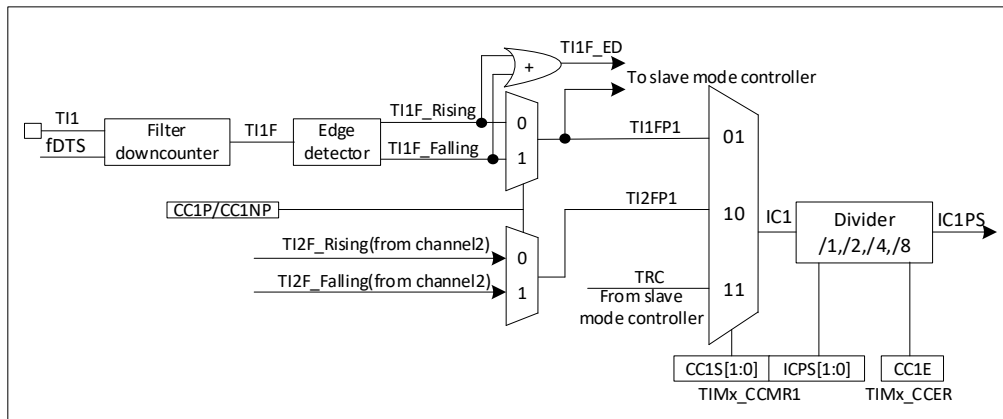 TI1F_ED
+
To slave mode controller
TI1
fDTS
Filter
downcounter
TI1F
Edge
detector
TI1F_Rising
TI1F_Falling
0
1
TI1FP1
01
CC1P/CC1NP
TI2FP1
10
TI2F_Rising(from channel2)
TI2F_Falling(from channel2)
0
1
TRC
From slave
mode controller
11
IC1
Divider
/1,/2,/4,/8
IC1PS
CC1S[1:0]
ICPS[1:0]
CC1E
TIMx_CCMR1
TIMx_CCER